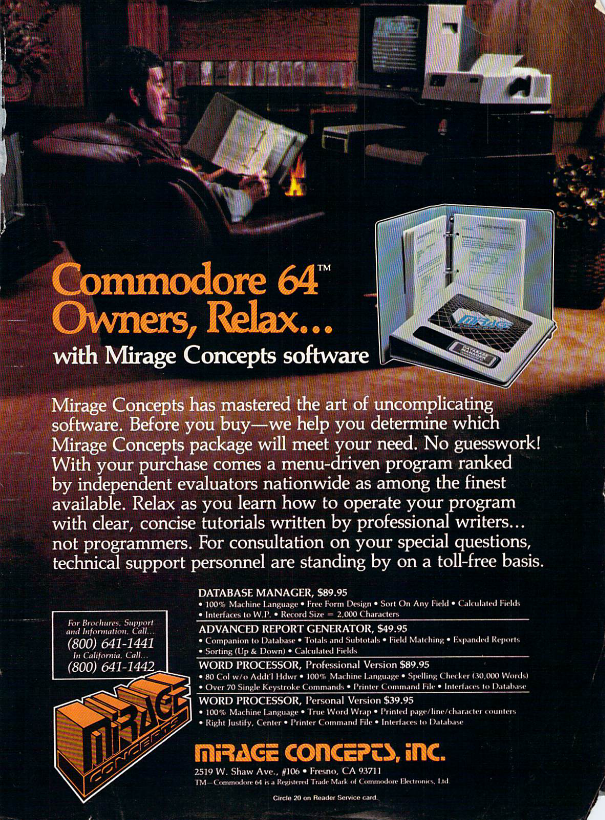 Commodore 64™
Owners, Relax...
with Mirage Concepts software
MIRAGE
DATABASE
Mirage Concepts has mastered the art of uncomplicating
software. Before you buy—we help you determine which
Mirage Concepts package will meet your need. No guesswork!
With your purchase comes a menu-driven program ranked
by independent evaluators nationwide as among the finest
available. Relax as you learn how to operate your program
with clear, concise tutorials written by professional writers...
not programmers. For consultation on your special questions,
technical support personnel are standing by on a toll-free basis.
For Brochures, Support
and Information, Call...
(800) 641-1441
In California, Call...
(800) 641-1442
MIRAGE
CONCEPTS
DATABASE MANAGER, $89.95
• 100% Machine Language • Free Form Design • Sort On Any Field • Calculated Fields
• Interfaces to W.P. • Record Size = 2,000 Characters
ADVANCED REPORT GENERATOR, $49.95
• Companion to Database • Totals and Subtotals • Field Matching • Expanded Reports
• Sorting (Up & Down) • Calculated Fields
WORD PROCESSOR, Professional Version $89.95
• 80 Col w/o Addt'l Hdwr • 100% Machine Language • Spelling Checker (30,000 Words)
• Over 70 Single Keystroke Commands • Printer Command File • Interfaces to Database
WORD PROCESSOR, Personal Version $39.95
• 100% Machine Language • True Word Wrap • Printed page/line/character counters
• Right Justify, Center • Printer Command File • Interfaces to Database
MIRAGE CONCEPTS, INC.
2519 W. Shaw Ave., #106 • Fresno, CA 93711
TM—Commodore 64 is a Registered Trade Mark of Commodore Electronics, Ltd.
Circle 20 on Reader Service card.